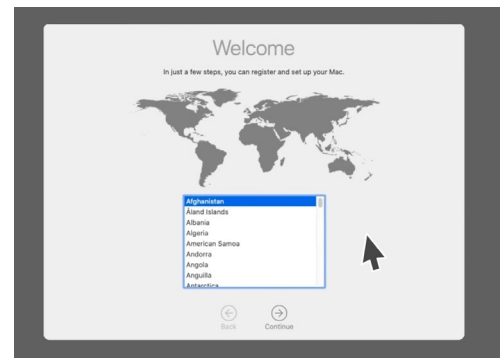 Welcome
In just a few steps, you can register and set up your Mac.
Afghanistan
Åland Islands
Albania
Algeria
American Samoa
Andorra
Angola
Anguilla
Antarctica
Back
Continue